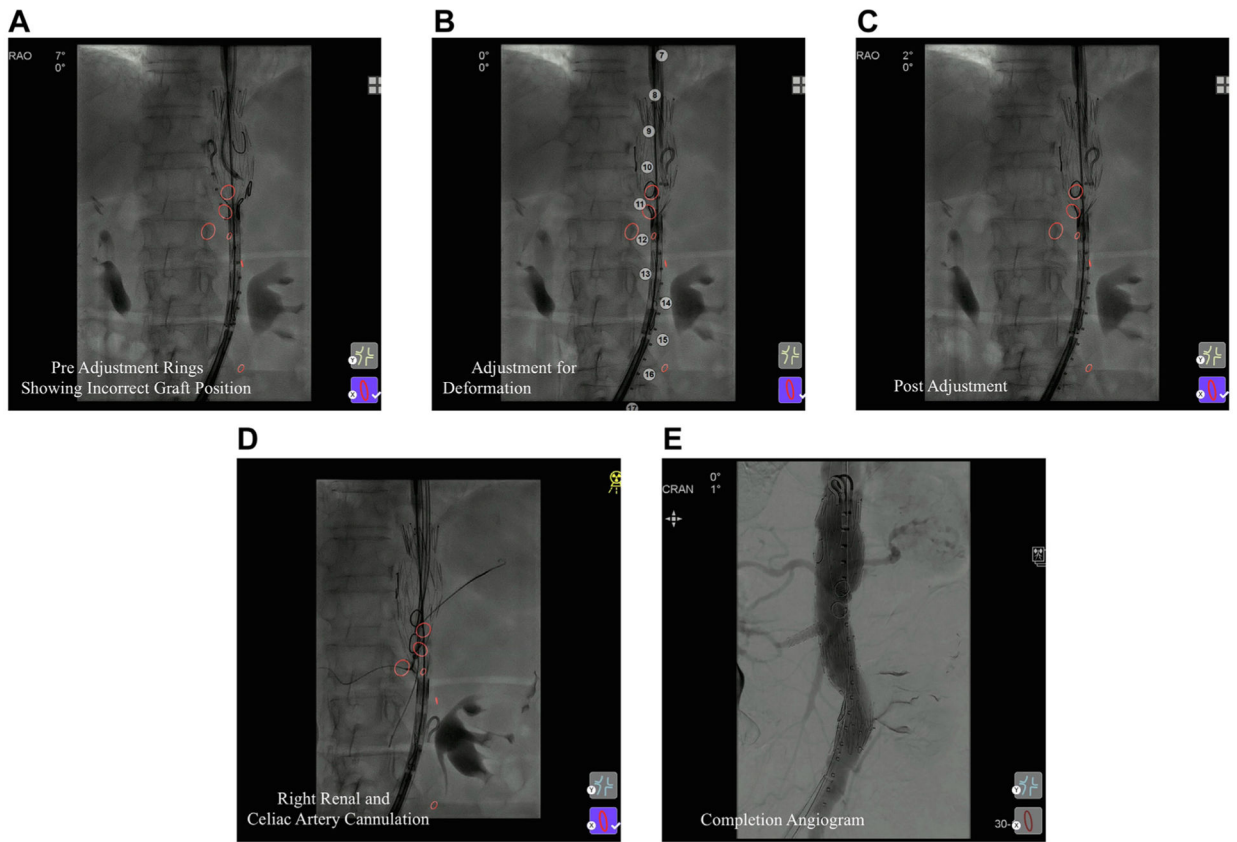 A
RAO 7°
0°
Pre Adjustment Rings
Showing Incorrect Graft Position
Y
X
B
0°
0°
7
8
9
10
11
12
13
14
15
16
17
Adjustment for
Deformation
C
RAO 2°
0°
Post Adjustment
Y
X
D
Right Renal and
Celiac Artery Cannulation
Y
X
E
0°
CRAN 1°
Completion Angiogram
Y
30-
X